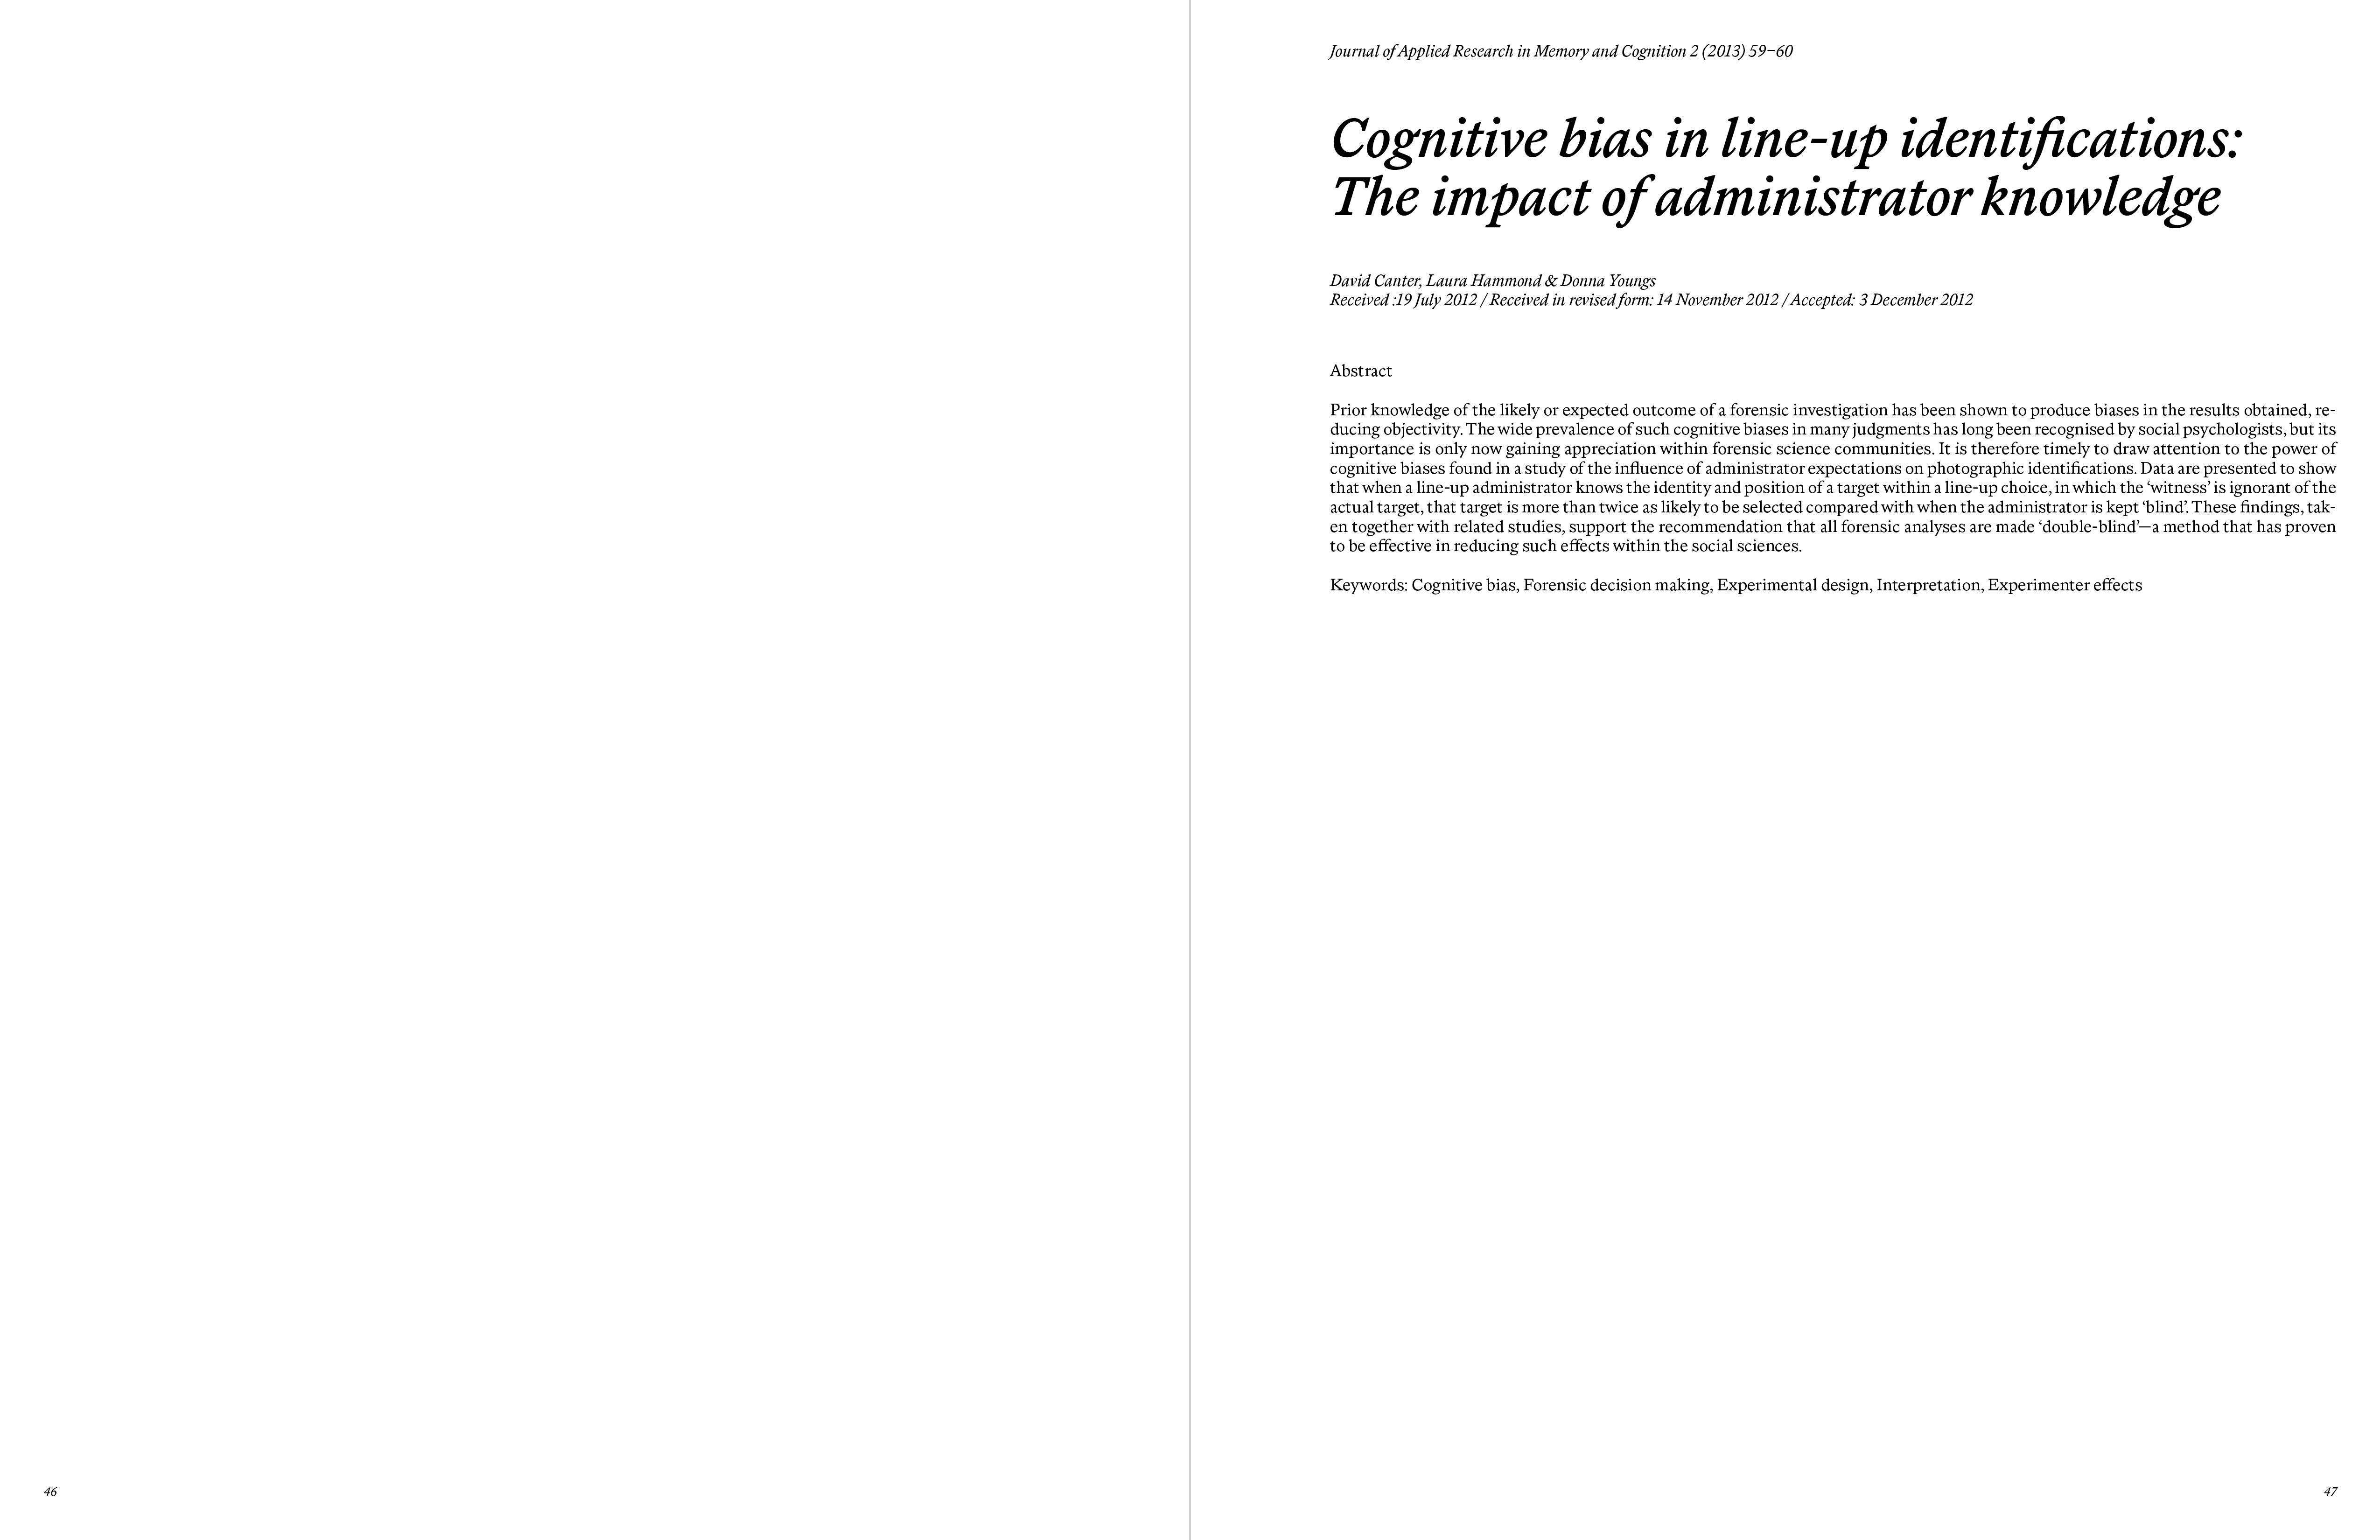 Journal of Applied Research in Memory and Cognition 2 (2013) 59–60
Cognitive bias in line-up identifications:
The impact of administrator knowledge
David Canter, Laura Hammond & Donna Youngs
Received :19 July 2012 / Received in revised form: 14 November 2012 / Accepted: 3 December 2012
Abstract
Prior knowledge of the likely or expected outcome of a forensic investigation has been shown to produce biases in the results obtained, re-
ducing objectivity. The wide prevalence of such cognitive biases in many judgments has long been recognised by social psychologists, but its
importance is only now gaining appreciation within forensic science communities. It is therefore timely to draw attention to the power of
cognitive biases found in a study of the influence of administrator expectations on photographic identifications. Data are presented to show
that when a line-up administrator knows the identity and position of a target within a line-up choice, in which the ‘witness’ is ignorant of the
actual target, that target is more than twice as likely to be selected compared with when the administrator is kept ‘blind’. These findings, tak-
en together with related studies, support the recommendation that all forensic analyses are made ‘double-blind’—a method that has proven
to be effective in reducing such effects within the social sciences.
Keywords: Cognitive bias, Forensic decision making, Experimental design, Interpretation, Experimenter effects
46
47